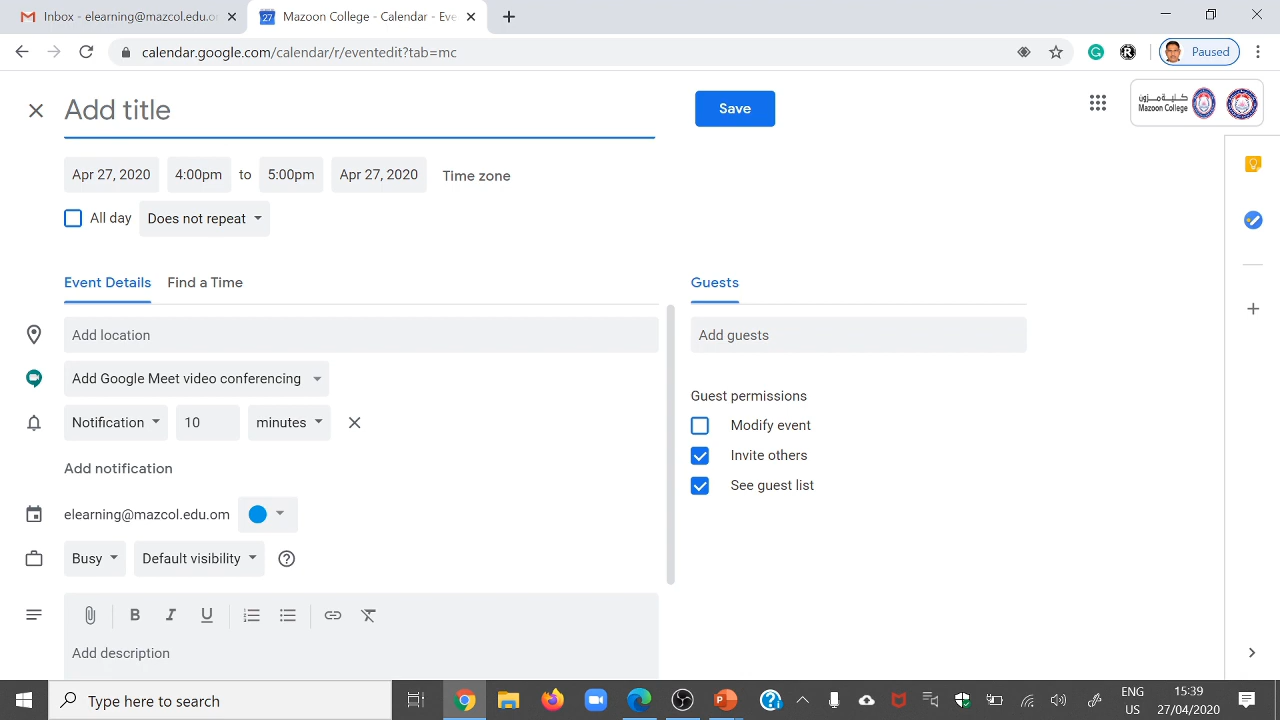 Inbox - elearning@mazcol.edu.o
27 Mazoon College - Calendar - Eve
calendar.google.com/calendar/r/eventedit?tab=mc
Paused
Add title
Save
كلية مزون
Mazoon College
Apr 27, 2020 4:00pm to 5:00pm Apr 27, 2020 Time zone
All day Does not repeat
Event Details Find a Time
Guests
Add location
Add guests
Add Google Meet video conferencing
Guest permissions
Notification 10 minutes
Modify event
Invite others
Add notification
See guest list
elearning@mazcol.edu.om
Busy Default visibility
B I U
Add description
Type here to search
ENG
US
15:39
27/04/2020